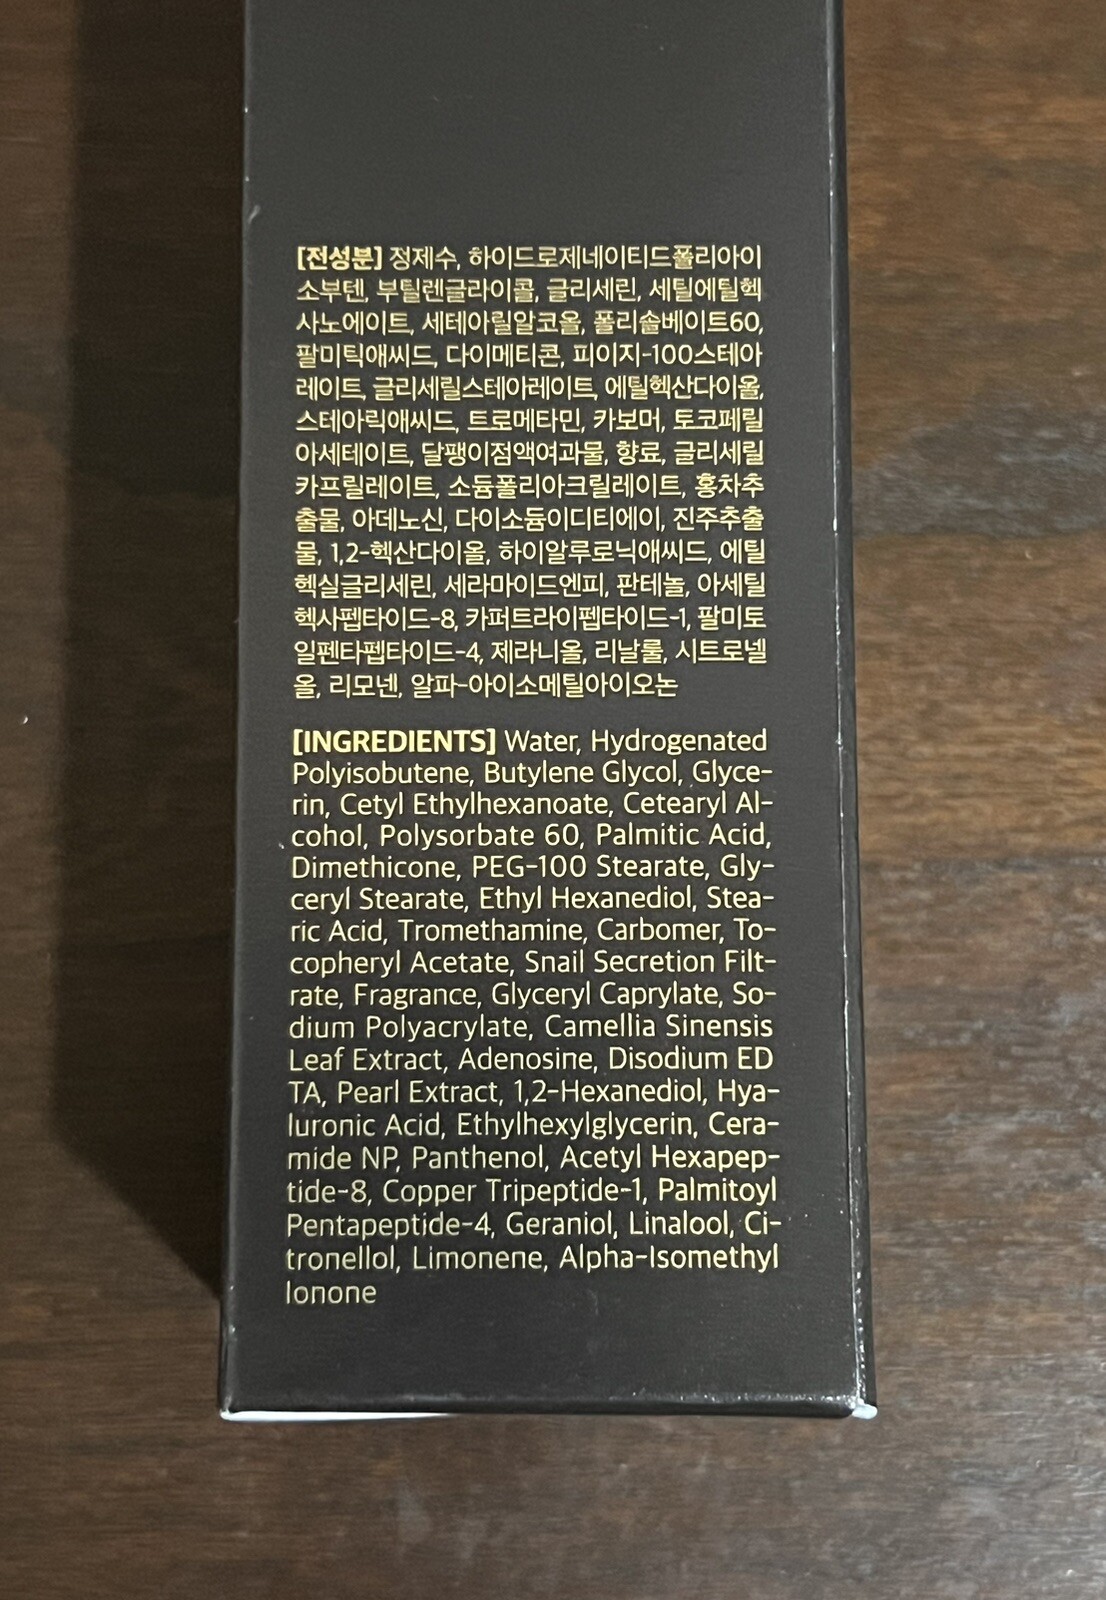 [전성분] 정제수, 하이드로제네이티드폴리아이
소부텐, 부틸렌글라이콜, 글리세린, 세틸에틸헥
사노에이트, 세테아릴알코올, 폴리솔베이트60,
팔미틱애씨드, 다이메티콘, 피이지-100스테아
레이트, 글리세릴스테아레이트, 에틸헥산다이올,
스테아릭애씨드, 트로메타민, 카보머, 토코페릴
아세테이트, 달팽이점액여과물, 향료, 글리세릴
카프릴레이트, 소듐폴리아크릴레이트, 홍차추
출물, 아데노신, 다이소듐이디티에이, 진주추출
물, 1,2-헥산다이올, 하이알루로닉애씨드, 에틸
헥실글리세린, 세라마이드엔피, 판테놀, 아세틸
헥사펩타이드-8, 카퍼트라이펩타이드-1, 팔미토
일펜타펩타이드-4, 제라니올, 리날룰, 시트로넬
올, 리모넨, 알파-아이소메틸아이오논
[INGREDIENTS] Water, Hydrogenated
Polyisobutene, Butylene Glycol, Glyce-
rin, Cetyl Ethylhexanoate, Cetearyl Al-
cohol, Polysorbate 60, Palmitic Acid,
Dimethicone, PEG-100 Stearate, Gly-
ceryl Stearate, Ethyl Hexanediol, Stea-
ric Acid, Tromethamine, Carbomer, To-
copheryl Acetate, Snail Secretion Filt-
rate, Fragrance, Glyceryl Caprylate, So-
dium Polyacrylate, Camellia Sinensis
Leaf Extract, Adenosine, Disodium ED
TA, Pearl Extract, 1,2-Hexanediol, Hya-
luronic Acid, Ethylhexylglycerin, Cera-
mide NP, Panthenol, Acetyl Hexapep-
tide-8, Copper Tripeptide-1, Palmitoyl
Pentapeptide-4, Geraniol, Linalool, Ci-
tronellol, Limonene, Alpha-Isomethyl
Ionone